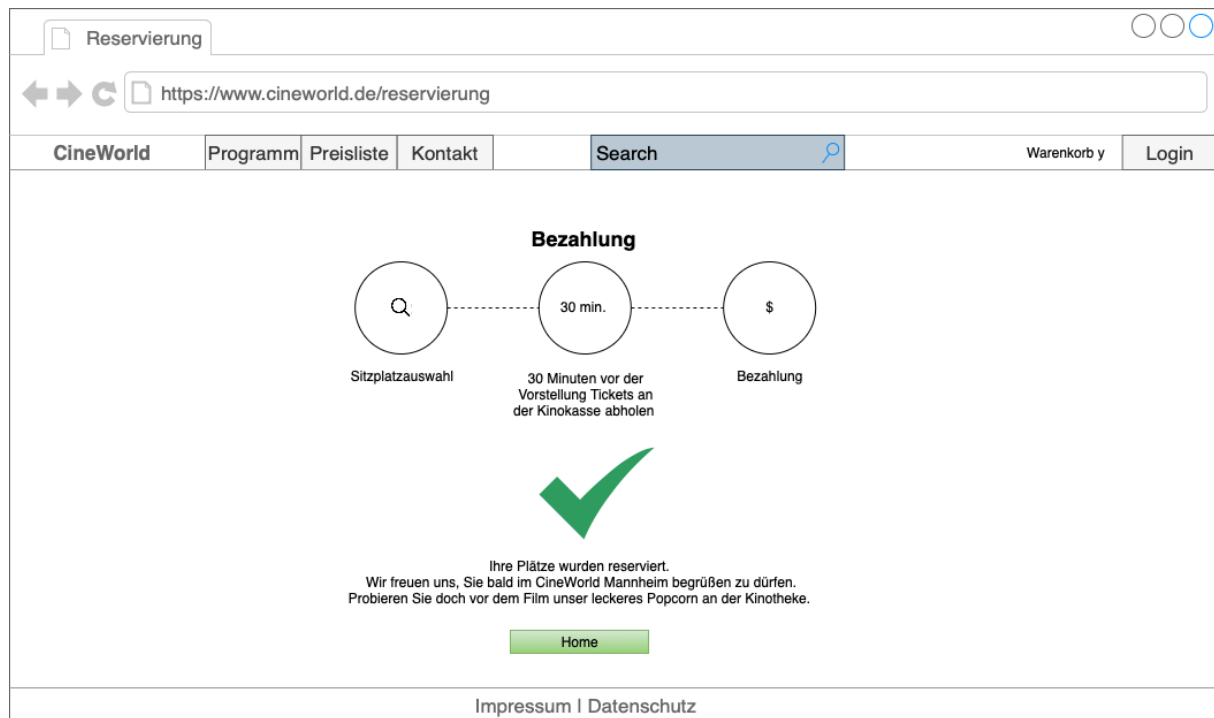 Reservierung
https://www.cineworld.de/reservierung
CineWorld Programm Preisliste Kontakt Search Warenkorb y Login
Bezahlung
30 min. $
Sitzplatzauswahl 30 Minuten vor der Bezahlung
Vorstellung Tickets an
der Kinokasse abholen
Ihre Plätze wurden reserviert.
Wir freuen uns, Sie bald im CineWorld Mannheim begrüßen zu dürfen.
Probieren Sie doch vor dem Film unser leckeres Popcorn an der Kinotheke.
Home
Impressum | Datenschutz